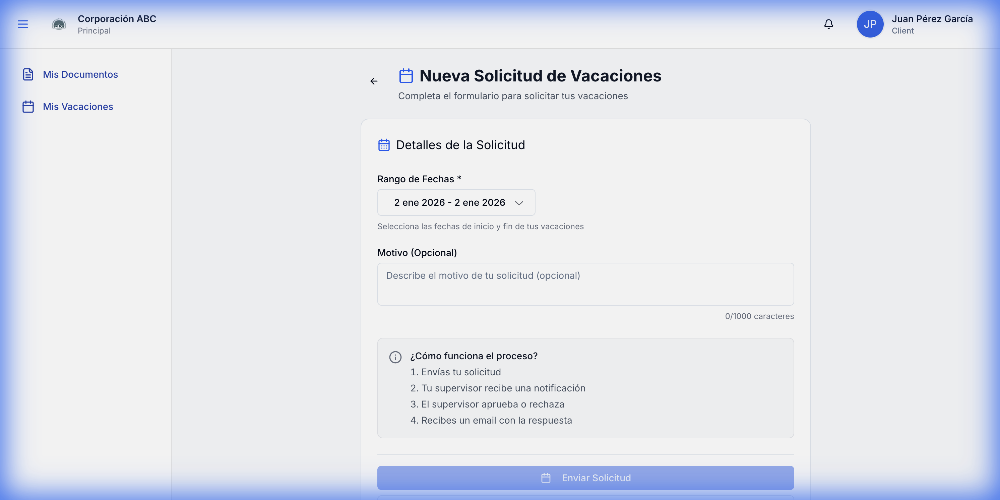 Corporación ABC
Principal
JP
Juan Pérez García
Client
Mis Documentos
Mis Vacaciones
Nueva Solicitud de Vacaciones
Completa el formulario para solicitar tus vacaciones
Detalles de la Solicitud
Rango de Fechas *
2 ene 2026 - 2 ene 2026
Selecciona las fechas de inicio y fin de tus vacaciones
Motivo (Opcional)
Describe el motivo de tu solicitud (opcional)
0/1000 caracteres
¿Cómo funciona el proceso?
1. Envías tu solicitud
2. Tu supervisor recibe una notificación
3. El supervisor aprueba o rechaza
4. Recibes un email con la respuesta
Enviar Solicitud